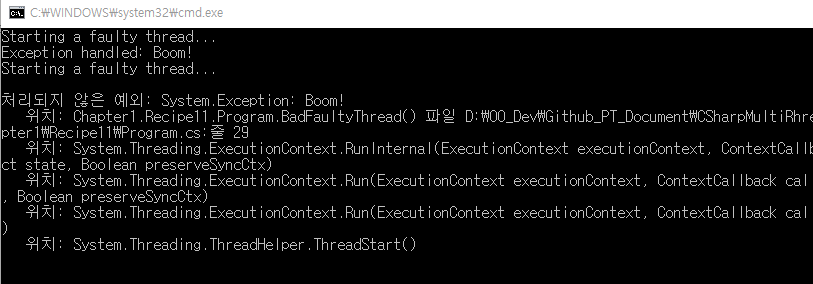 C:\WINDOWS\system32\cmd.exe
Starting a faulty thread...
Exception handled: Boom!
Starting a faulty thread...
처리되지 않은 예외: System.Exception: Boom!
위치: Chapter1.Recipe11.Program.BadFaultyThread() 파일 D:₩00_Dev₩Github_PT_Document₩CSharpMultiRhre
pter1₩Recipe11₩Program.cs:줄 29
위치: System.Threading.ExecutionContext.RunInternal(ExecutionContext executionContext, ContextCallb
ct state, Boolean preserveSyncCtx)
위치: System.Threading.ExecutionContext.Run(ExecutionContext executionContext, ContextCallback cal
, Boolean preserveSyncCtx)
위치: System.Threading.ExecutionContext.Run(ExecutionContext executionContext, ContextCallback cal
)
위치: System.Threading.ThreadHelper.ThreadStart()